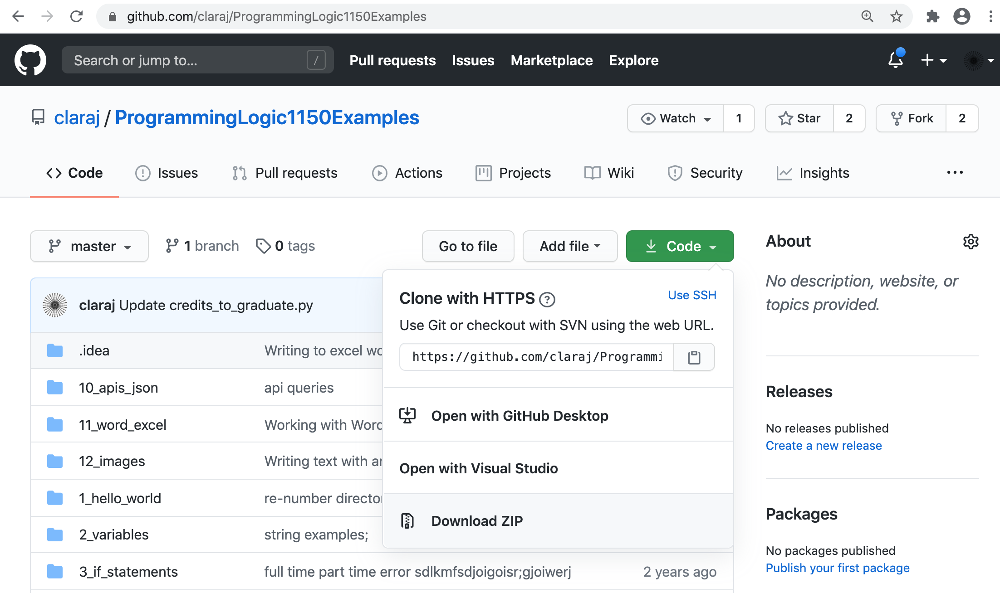 github.com/claraj/ProgrammingLogic1150Examples
Search or jump to... /
Pull requests Issues Marketplace Explore
claraj / ProgrammingLogic1150Examples
Watch 1 Star 2 Fork 2
Code Issues Pull requests Actions Projects Wiki Security Insights ...
master 1 branch 0 tags Go to file Add file Code
claraj Update credits_to_graduate.py
.idea Writing to excel wo
10_apis_json api queries
11_word_excel Working with Word
12_images Writing text with an
1_hello_world re-number director
2_variables string examples;
3_if_statements full time part time error sdlkmfsdjoigoisr;gjoiwerj 2 years ago
Clone with HTTPS ? Use SSH
Use Git or checkout with SVN using the web URL.
https://github.com/claraj/Programmi
Open with GitHub Desktop
Open with Visual Studio
Download ZIP
About
No description, website, or
topics provided.
Releases
No releases published
Create a new release
Packages
No packages published
Publish your first package